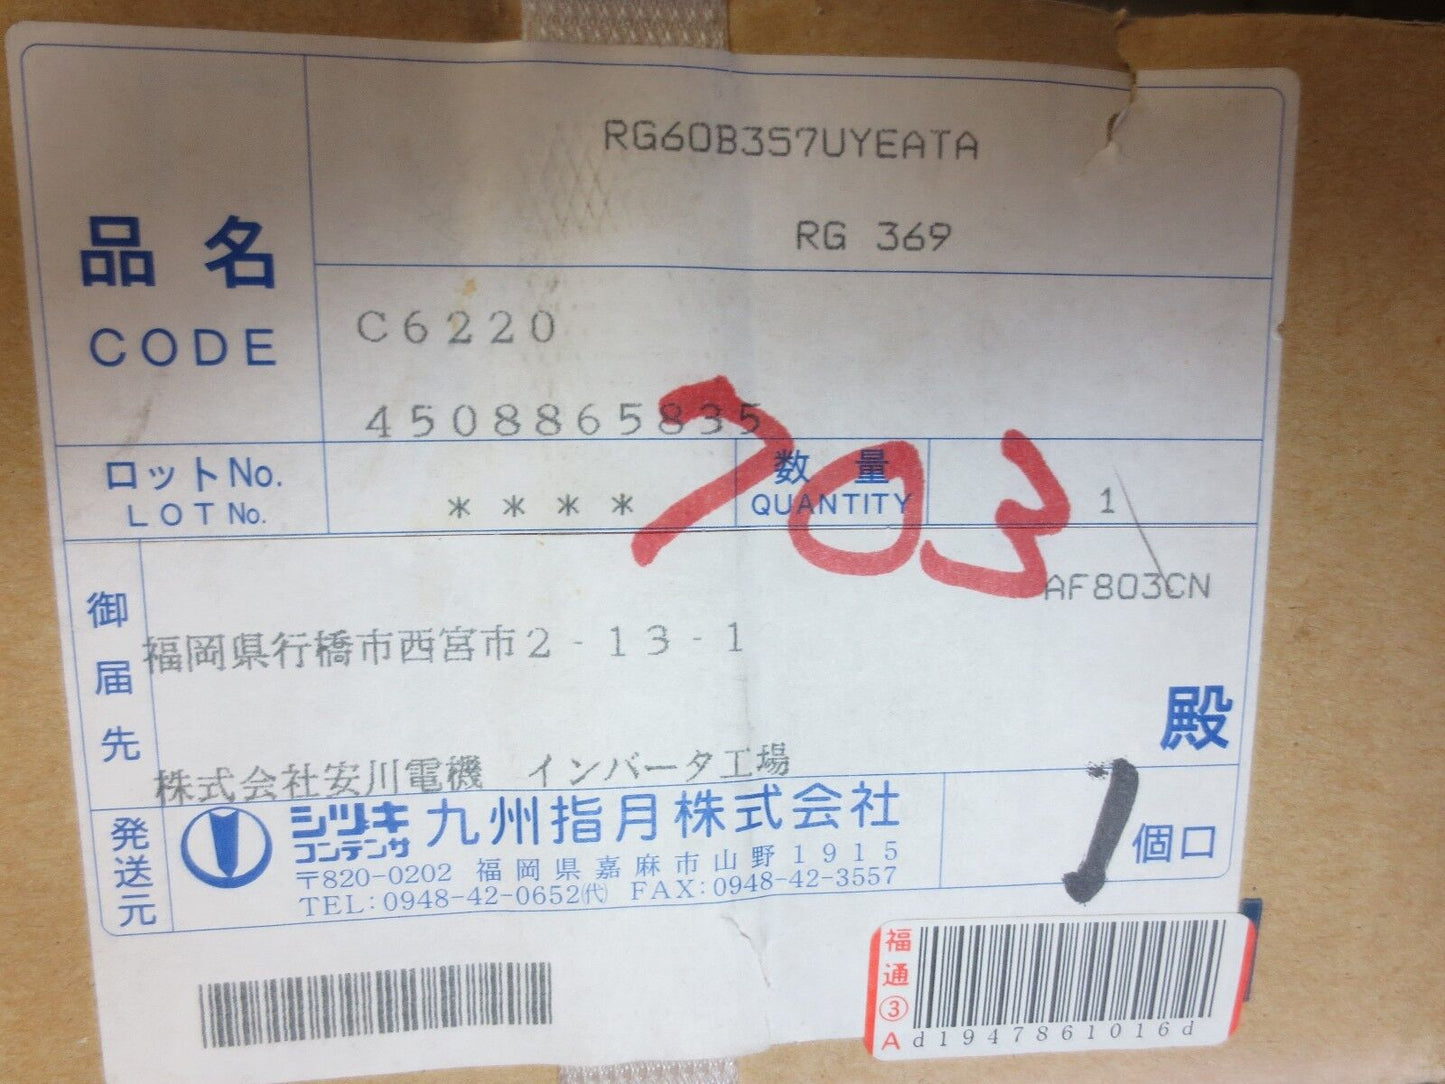 RG60B357UYEATA
RG 369
品名
CODE
C6220
4508865835
703
ロットNo.
LOT No.
****
数量
QUANTITY
1
AF803CN
御届先
福岡県行橋市西宮市2-13-1
株式会社安川電機 インバータ工場
殿
発送元
シヅキ
コンデンサ
九州指月株式会社
〒820-0202 福岡県嘉麻市山野1915
TEL:0948-42-0652㈹ FAX:0948-42-3557
1 個口
福通③A
d1947861016d